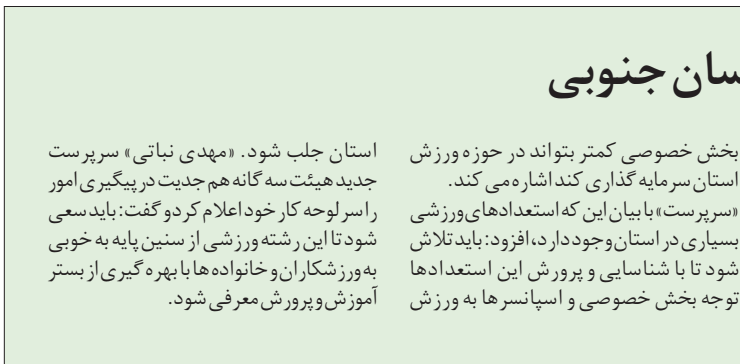 سان جنوبی
بخش خصوصی کمتر بتواند در حوزه ورزش
استان سرمایه گذاری کند اشاره می کند.
«سرپرست» با بیان این که استعدادهای ورزشی
بسیاری در استان وجود دارد، افزود: باید تلاش
شود تا با شناسایی و پرورش این استعدادها
توجه بخش خصوصی و اسپانسرها به ورزش
استان جلب شود. «مهدی نباتی» سرپرست
جدید هیئت سه گانه هم جدیت در پیگیری امور
را سر لوحه کار خود اعلام کرد و گفت: باید سعی
شود تا این رشته ورزشی از سنین پایه به خوبی
به ورزشکاران و خانواده ها با بهره گیری از بستر
آموزش و پرورش معرفی شود.